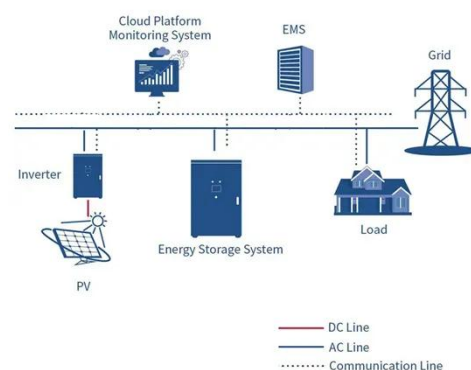 Cloud Platform
Monitoring System
EMS
Grid
Inverter
Energy Storage System
Load
PV
DC Line
AC Line
Communication Line